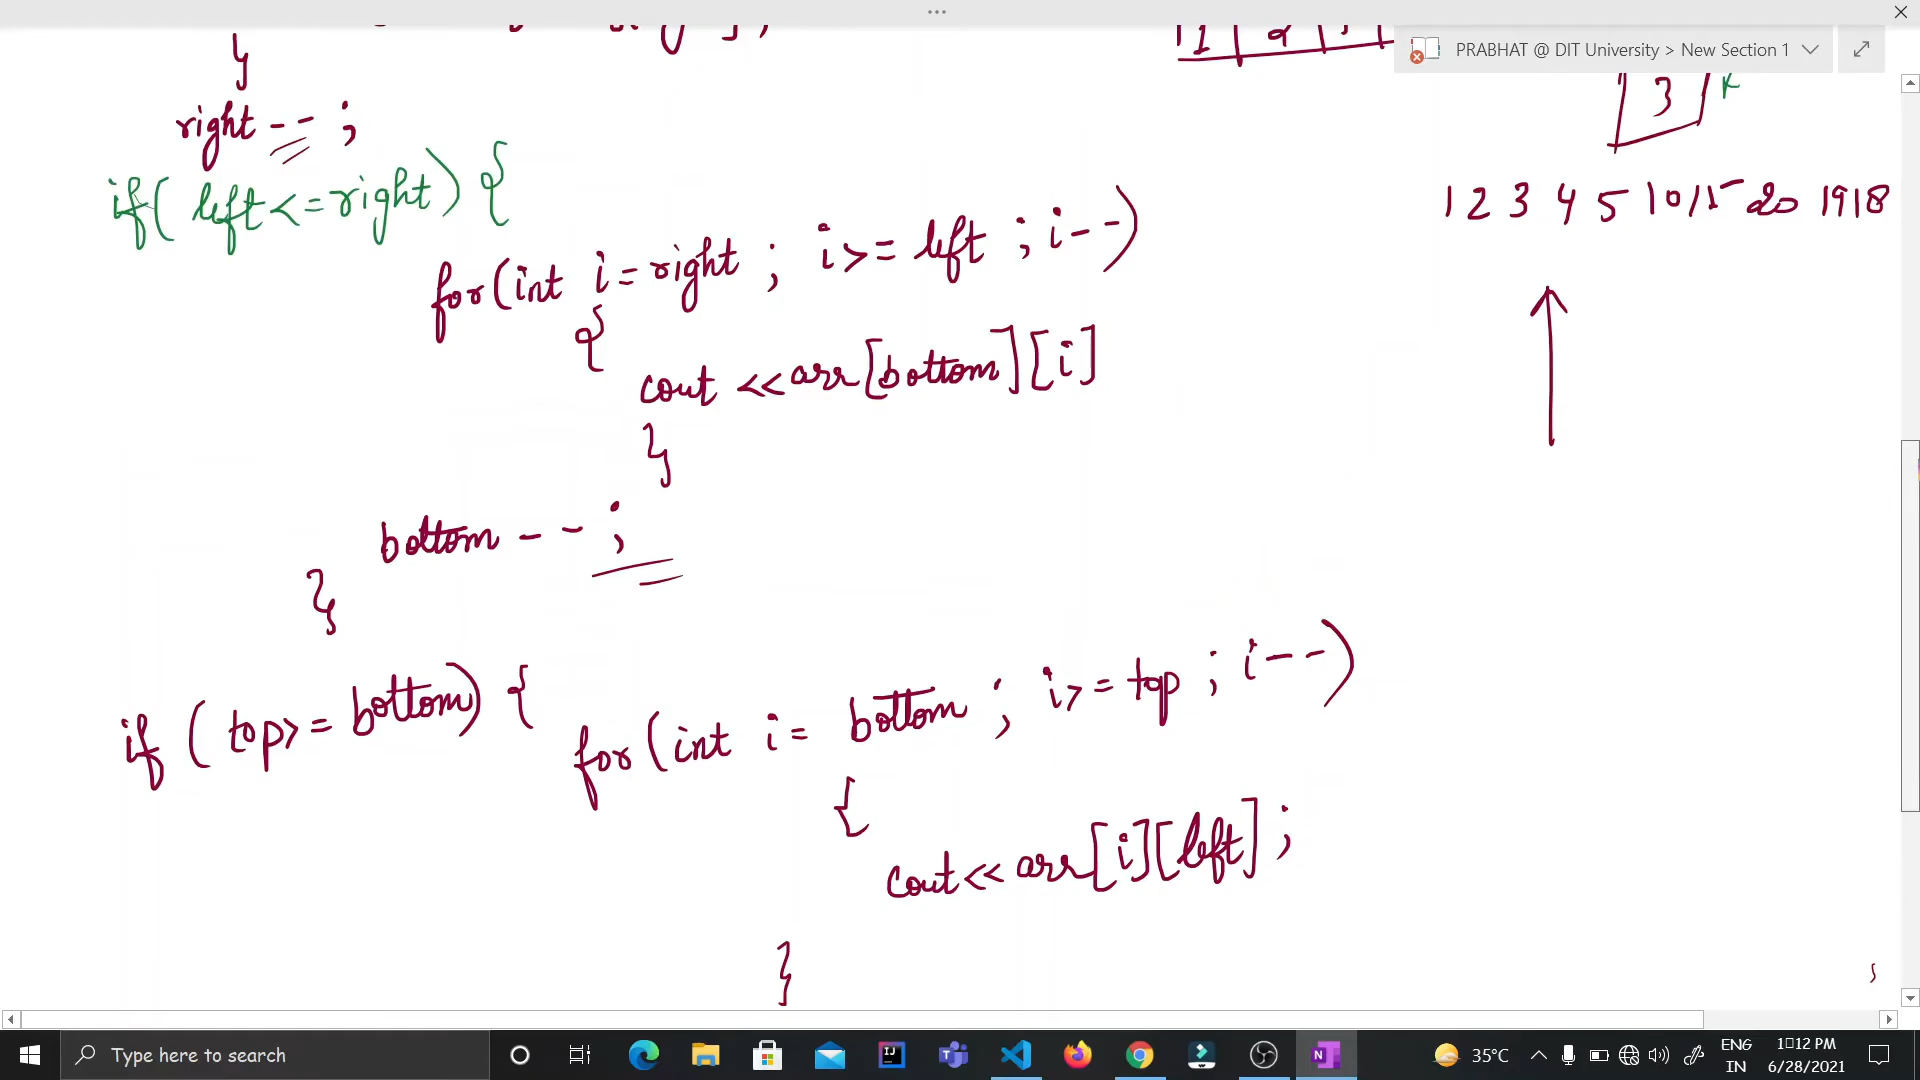 PRABHAT @ DIT University > New Section 1
}
right -- ;
3
if( left<=right) {
1 2 3 4 5 10 15 20 19 18
for(int i=right ; i>= left ; i--)
{
cout <<arr[bottom][i]
}
bottom -- ;
}
if ( top>= bottom) {
for(int i= bottom ; i>= top ; i--)
{
cout<< arr[i][left] ;
}
Type here to search
35°C
ENG
IN
1:12 PM
6/28/2021